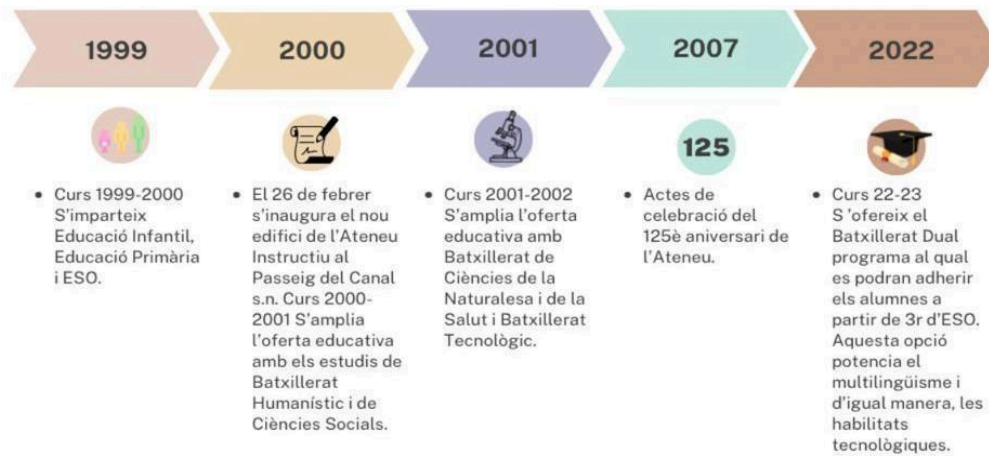 1999
2000
2001
2007
2022
125
• Curs 1999-2000
S'imparteix
Educació Infantil,
Educació Primària
i ESO.
• El 26 de febrer
s'inaugura el nou
edifici de l'Ateneu
Instructiu al
Passeig del Canal
s.n. Curs 2000-
2001 S'amplia
l'oferta educativa
amb els estudis de
Batxillerat
Humanístic i de
Ciències Socials.
• Curs 2001-2002
S'amplia l'oferta
educativa amb
Batxillerat de
Ciències de la
Naturalesa i de la
Salut i Batxillerat
Tecnològic.
• Actes de
celebració del
125è aniversari de
l'Ateneu.
• Curs 22-23
S 'ofereix el
Batxillerat Dual
programa al qual
es podran adherir
els alumnes a
partir de 3r d'ESO.
Aquesta opció
potencia el
multilingüisme i
d'igual manera, les
habilitats
tecnològiques.